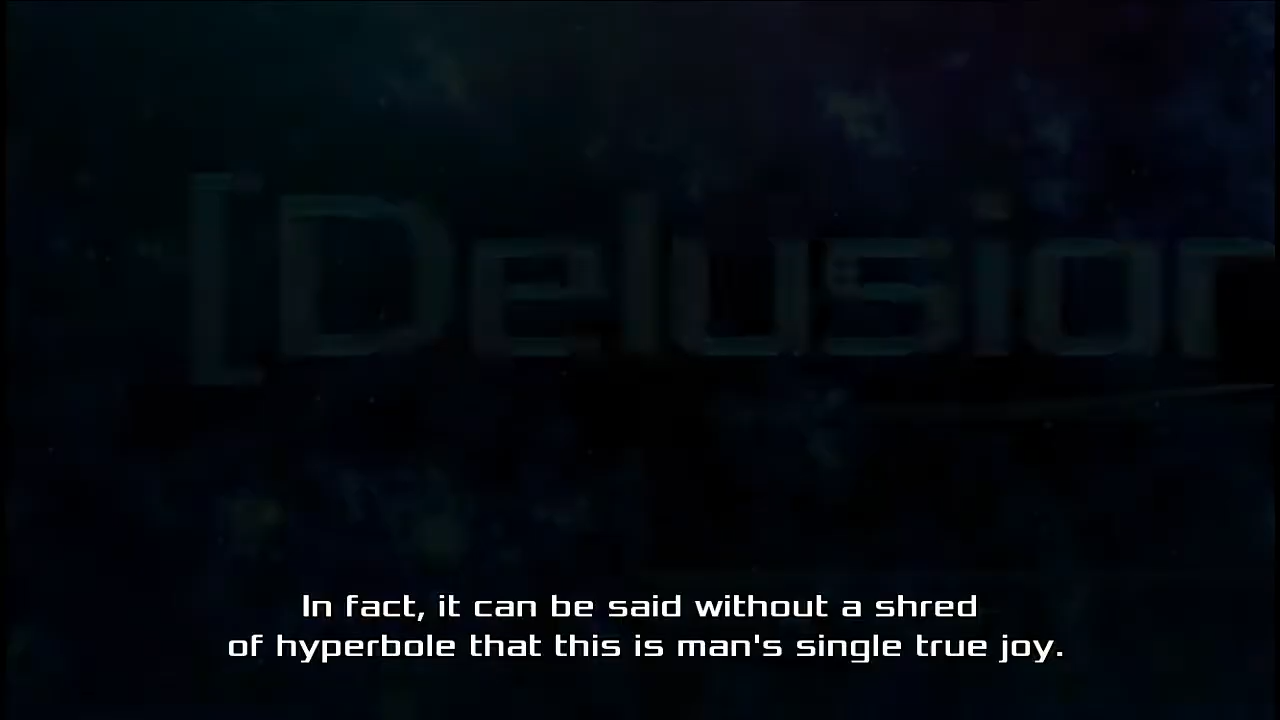 [Delusion
In fact, it can be said without a shred
of hyperbole that this is man's single true joy.